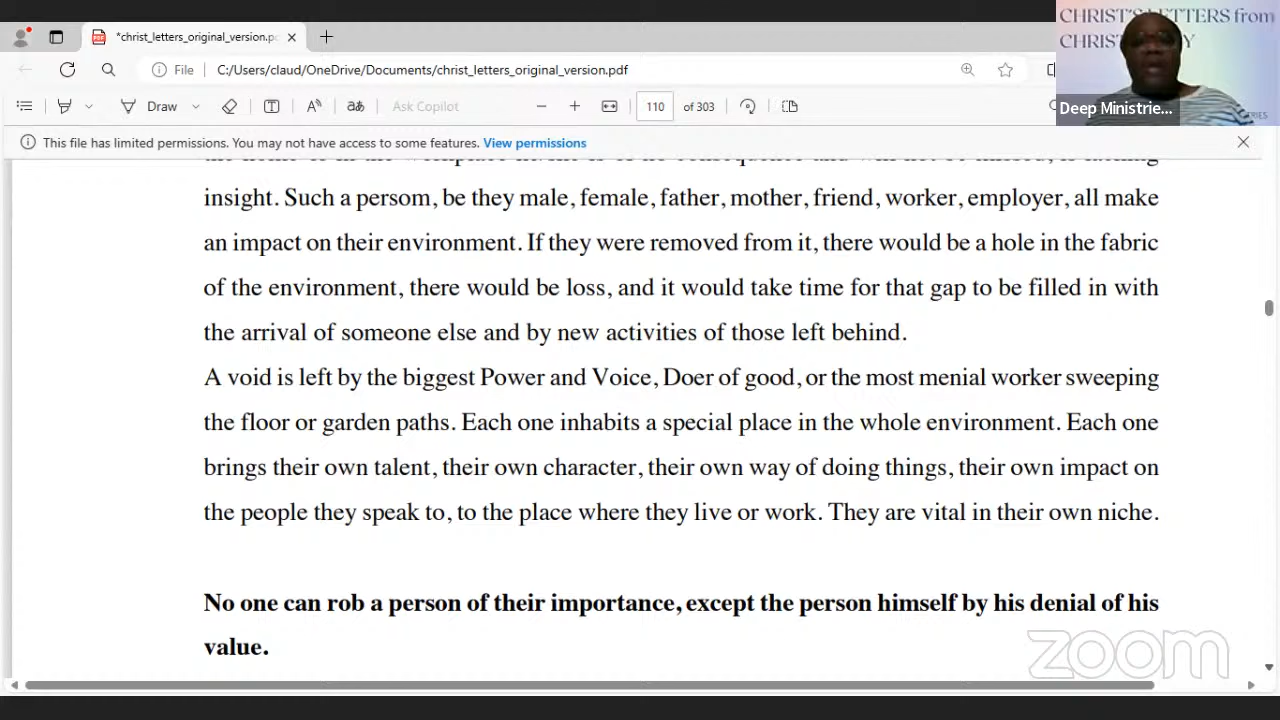 CHRIST'S LETTERS from
CHRIST
Y
*christ_letters_original_version.p
File
C:/Users/claud/OneDrive/Documents/christ_letters_original_version.pdf
Draw
Ask Copilot
110 of 303
Deep Ministrie...
This file has limited permissions. You may not have access to some features. View permissions
insight. Such a persom, be they male, female, father, mother, friend, worker, employer, all make
an impact on their environment. If they were removed from it, there would be a hole in the fabric
of the environment, there would be loss, and it would take time for that gap to be filled in with
the arrival of someone else and by new activities of those left behind.
A void is left by the biggest Power and Voice, Doer of good, or the most menial worker sweeping
the floor or garden paths. Each one inhabits a special place in the whole environment. Each one
brings their own talent, their own character, their own way of doing things, their own impact on
the people they speak to, to the place where they live or work. They are vital in their own niche.
No one can rob a person of their importance, except the person himself by his denial of his
value.
zoom